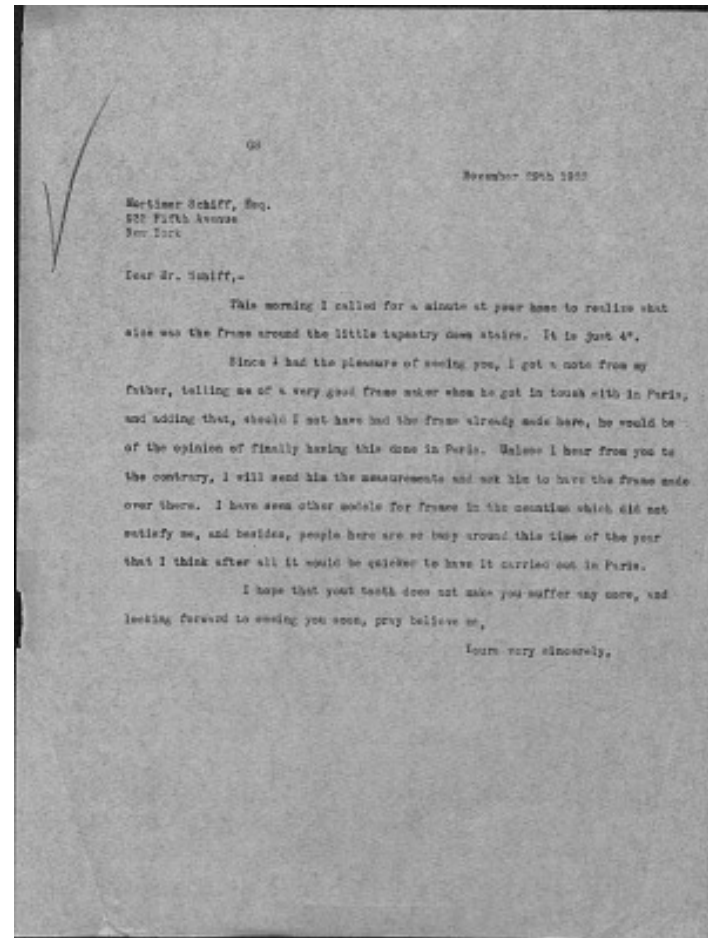 GS
November 29th
Mortimer Schiff, Esq.
932 Fifth Avenue
New York
Dear Mr. Schiff,-
This morning I called for a minute at your home to realize what
size was the frame around the little tapestry down stairs. It is just 4".
Since I had the pleasure of seeing you, I got a note from my
father, telling me of a very good frame maker whom he got in touch with in Paris,
and adding that, should I not have had the frame already made here, he would be
of the opinion of finally having this done in Paris. Unless I hear from you to
the contrary, I will send him the measurements and ask him to have the frame made
over there. I have seen other models for frames in the meantime which did not
satisfy me, and besides, people here are so busy around this time of the year
that I think after all it would be quicker to have it carried out in Paris.
I hope that your tooth does not make you suffer any more, and
looking forward to seeing you soon, pray believe me,
Yours very sincerely,